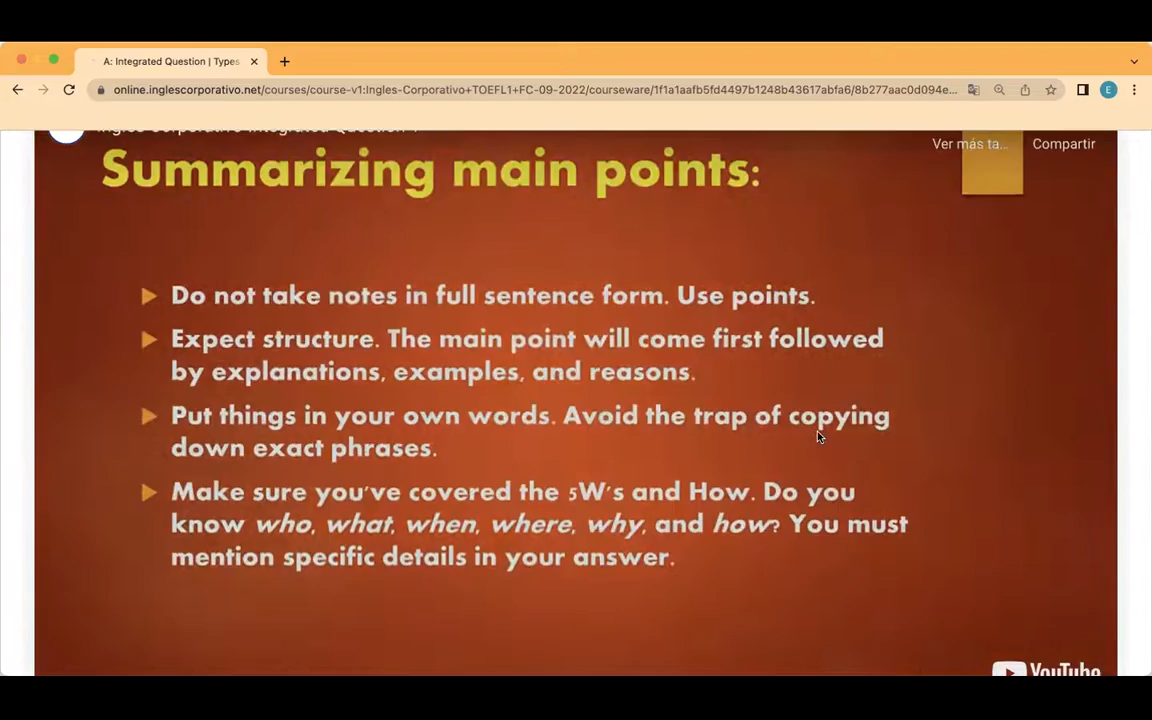 A: Integrated Question | Types
online.inglescorporativo.net/courses/course-v1:Ingles-Corporativo+TOEFL1+FC-09-2022/courseware/1f1a1aafb5fd4497b1248b43617abfa6/8b277aac0d094e...
E
Ver más ta...
Compartir
Summarizing main points:
Do not take notes in full sentence form. Use points.
Expect structure. The main point will come first followed
by explanations, examples, and reasons.
Put things in your own words. Avoid the trap of copying
down exact phrases.
Make sure you've covered the 5W's and How. Do you
know who, what, when, where, why, and how? You must
mention specific details in your answer.
YouTube